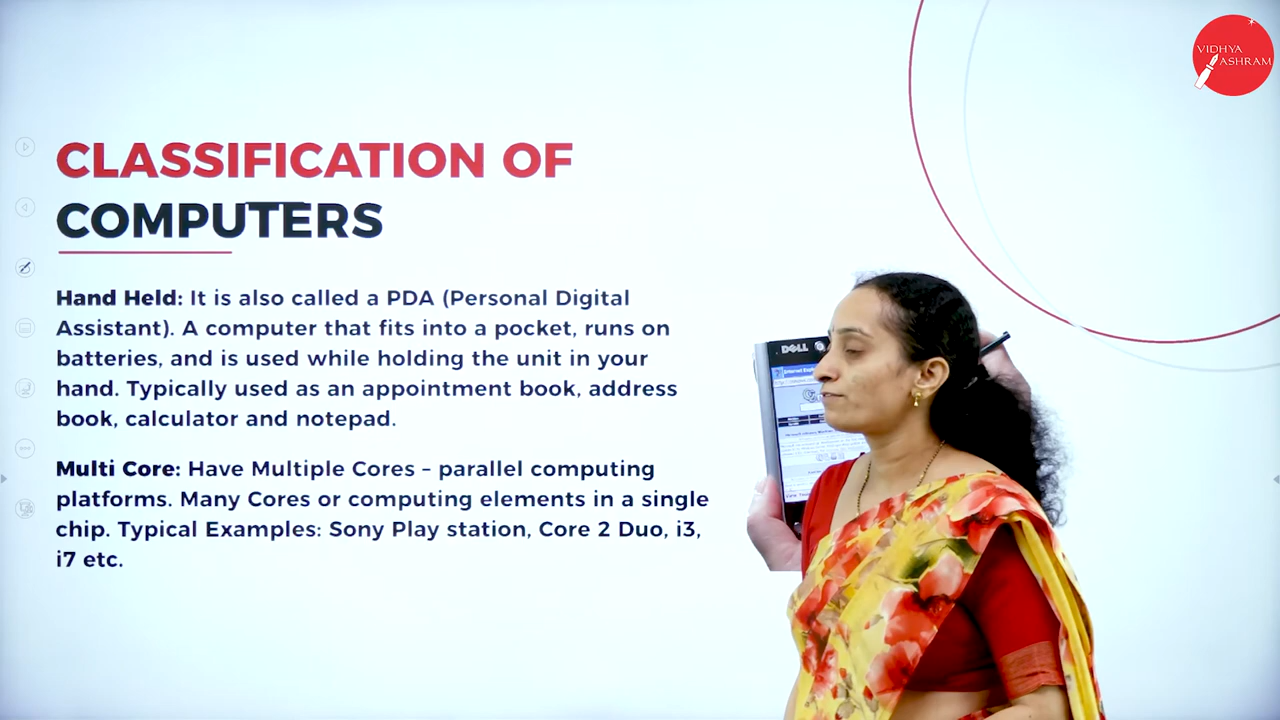 VIDHYA
ASHRAM
CLASSIFICATION OF
COMPUTERS
Hand Held: It is also called a PDA (Personal Digital
Assistant). A computer that fits into a pocket, runs on
batteries, and is used while holding the unit in your
hand. Typically used as an appointment book, address
book, calculator and notepad.
Multi Core: Have Multiple Cores – parallel computing
platforms. Many Cores or computing elements in a single
chip. Typical Examples: Sony Play station, Core 2 Duo, i3,
i7 etc.
DELL
Internet
View